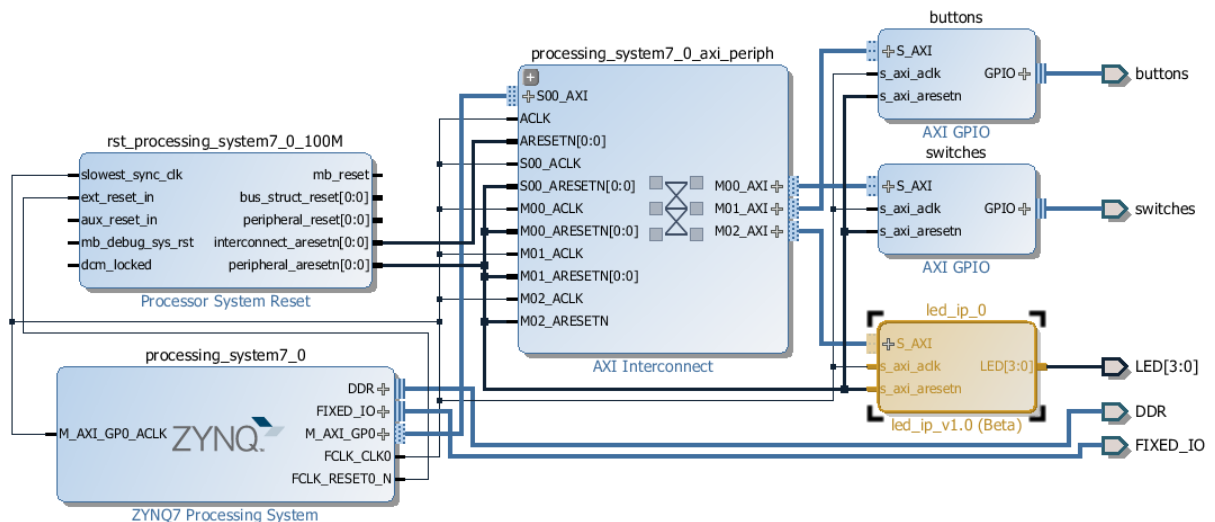 rst_processing_system7_0_100M
slowest_sync_clk
ext_reset_in
aux_reset_in
mb_debug_sys_rst
dcm_locked
mb_reset
bus_struct_reset[0:0]
peripheral_reset[0:0]
interconnect_aresetn[0:0]
peripheral_aresetn[0:0]
Processor System Reset
processing_system7_0
M_AXI_GP0_ACLK
ZYNQ
DDR
FIXED_IO
M_AXI_GP0
FCLK_CLK0
FCLK_RESET0_N
ZYNQ7 Processing System
processing_system7_0_axi_periph
S00_AXI
ACLK
ARESETN[0:0]
S00_ACLK
S00_ARESETN[0:0]
M00_ACLK
M00_ARESETN[0:0]
M01_ACLK
M01_ARESETN[0:0]
M02_ACLK
M02_ARESETN
M00_AXI
M01_AXI
M02_AXI
AXI Interconnect
buttons
S_AXI
s_axi_aclk
s_axi_aresetn
GPIO
AXI GPIO
switches
S_AXI
s_axi_aclk
s_axi_aresetn
GPIO
AXI GPIO
led_ip_0
S_AXI
s_axi_aclk
s_axi_aresetn
LED[3:0]
led_ip_v1.0 (Beta)
buttons
switches
LED[3:0]
DDR
FIXED_IO